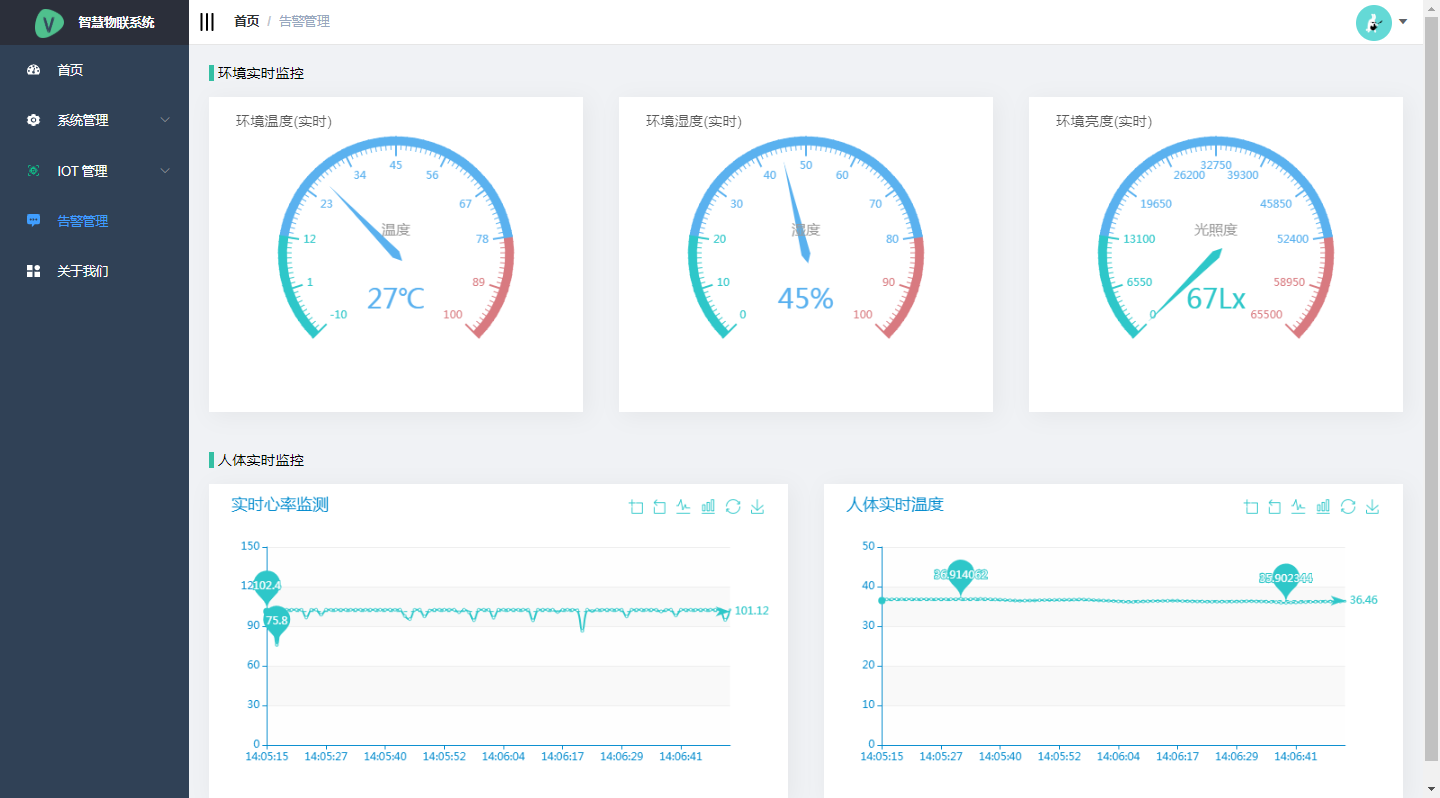 智慧物联系统
首页 / 告警管理
首页
系统管理
IOT 管理
告警管理
关于我们
环境实时监控
环境温度(实时)
-10
1
12
23
34
45
56
67
78
89
100
温度
27℃
环境湿度(实时)
0
10
20
30
40
50
60
70
80
90
100
湿度
45%
环境亮度(实时)
0
6550
13100
19650
26200
32750
39300
45850
52400
58950
65500
光照度
67Lx
人体实时监控
实时心率监测
150
120
90
60
30
0
102.4
75.8
101.12
14:05:15 14:05:27 14:05:40 14:05:52 14:06:04 14:06:17 14:06:29 14:06:41
人体实时温度
50
40
30
20
10
0
36.914062
35.902344
36.46
14:05:15 14:05:27 14:05:40 14:05:52 14:06:04 14:06:17 14:06:29 14:06:41